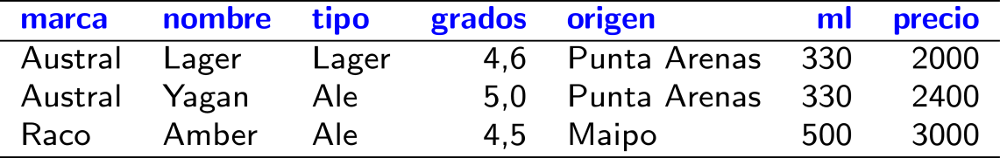 marca nombre tipo grados origen ml precio
Austral Lager Lager 4,6 Punta Arenas 330 2000
Austral Yagan Ale 5,0 Punta Arenas 330 2400
Raco Amber Ale 4,5 Maipo 500 3000